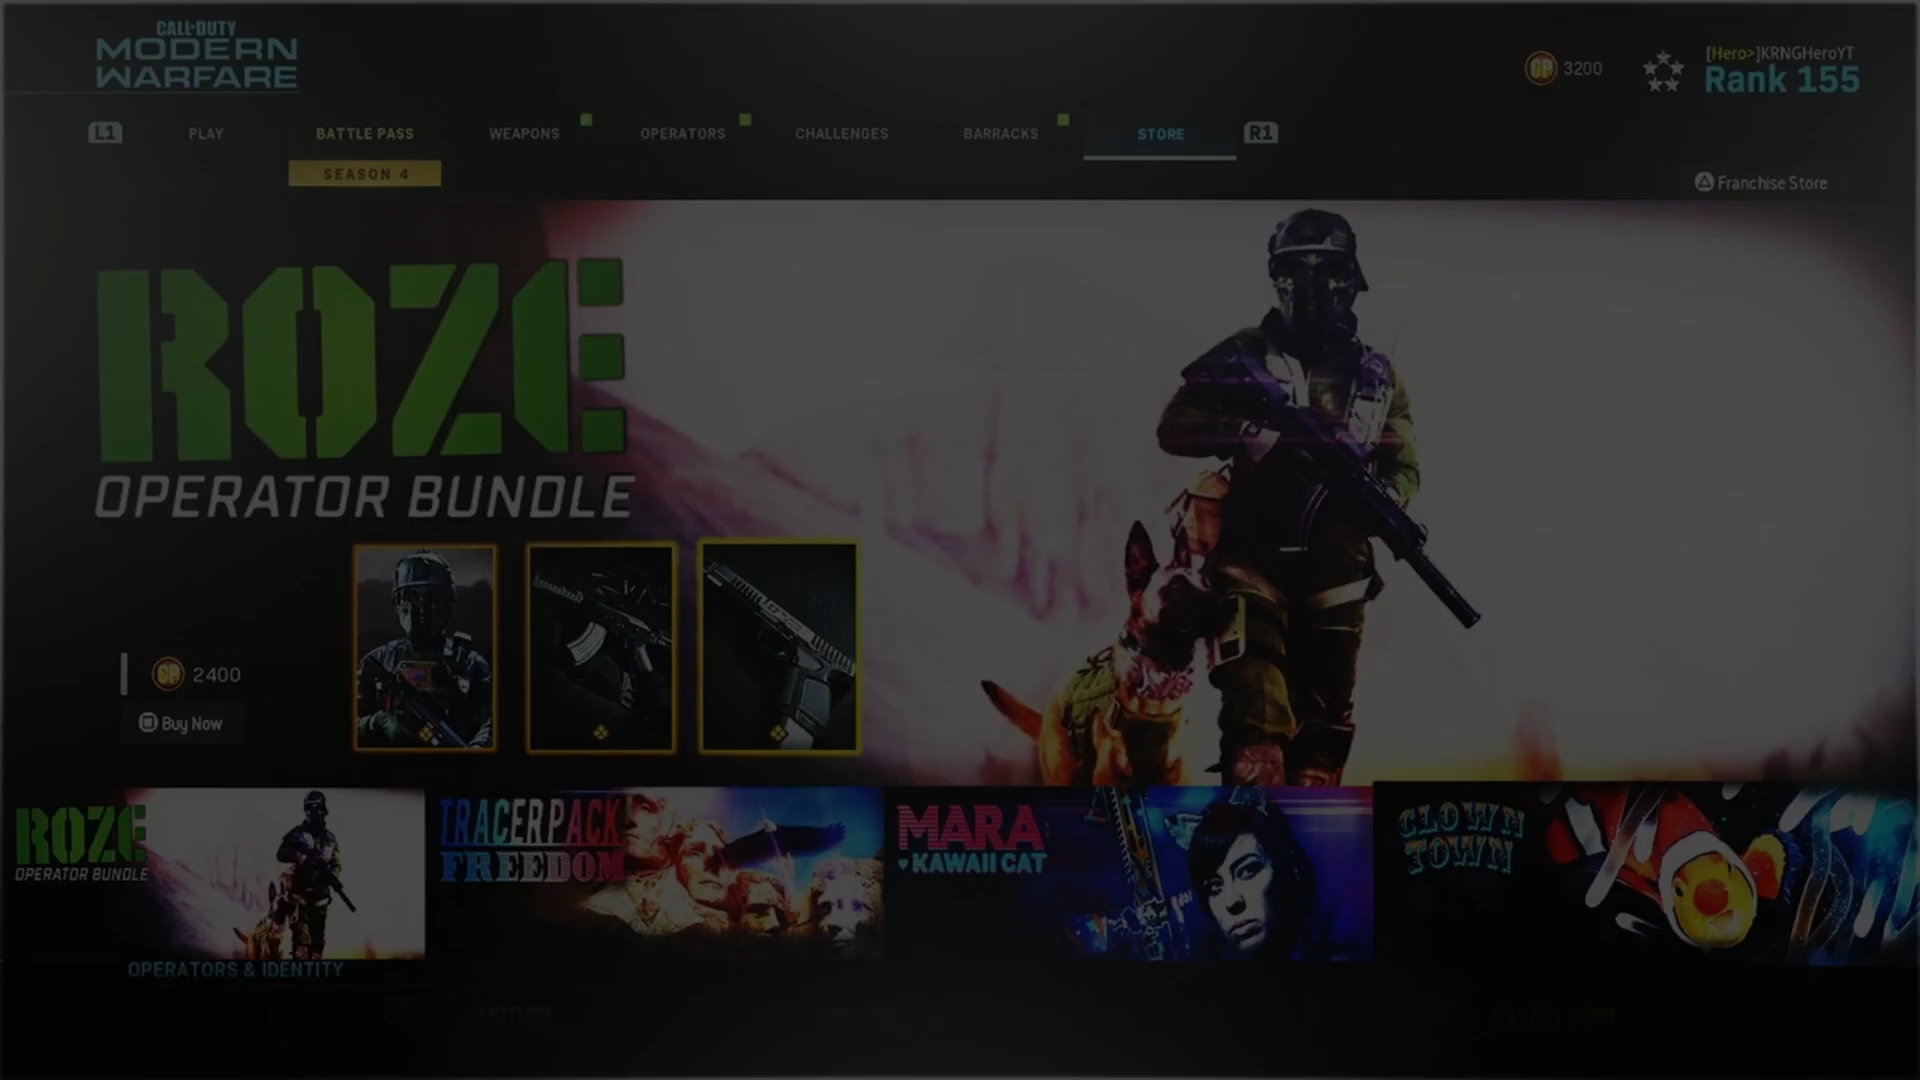 CALL·DUTY
MODERN
WARFARE
CP 3200
[Hero>]KRNGHeroYT
Rank 155
L1 PLAY BATTLE PASS WEAPONS OPERATORS CHALLENGES BARRACKS STORE R1
SEASON 4
Franchise Store
ROZE
OPERATOR BUNDLE
CP 2400
Buy Now
ROZE
OPERATOR BUNDLE
TRACER PACK
FREEDOM
MARA
KAWAII CAT
CLOWN
TOWN
OPERATORS & IDENTITY